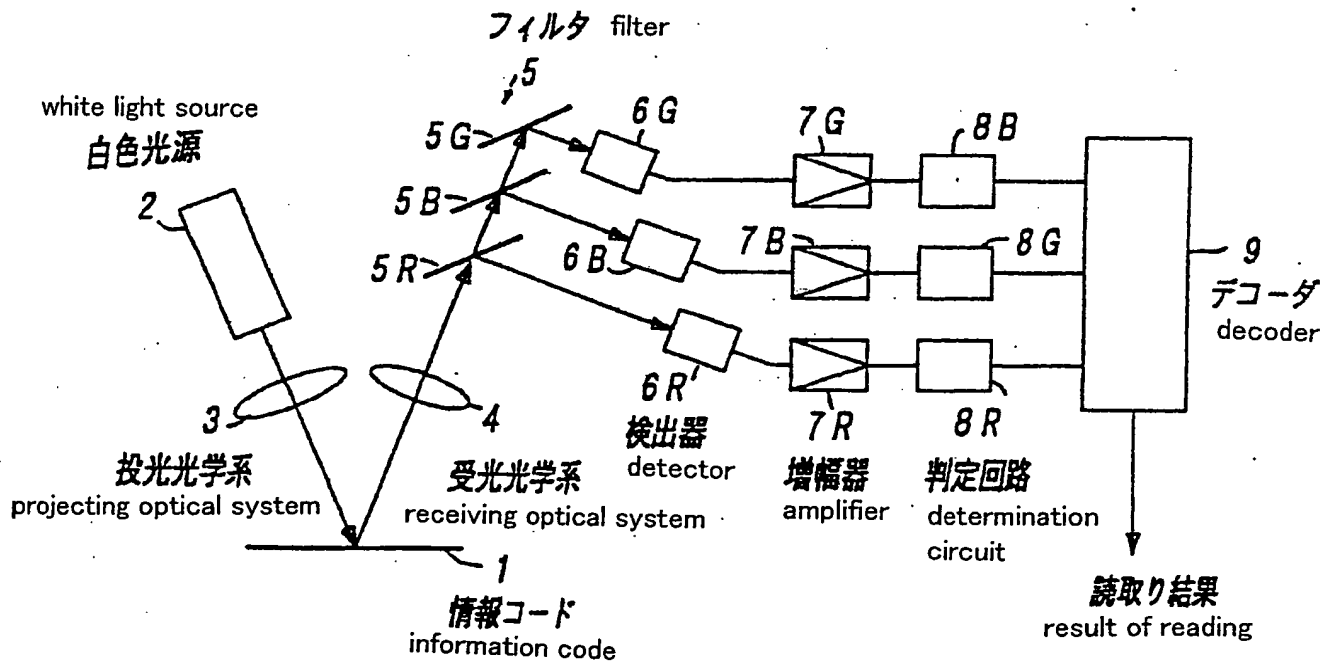 フィルタ filter
5
white light source
白色光源
2
5G
6G
7G
8B
5B
6B
7B
8G
5R
6R
7R
8R
9
デコーダ
decoder
3
4
投光光学系
projecting optical system
受光光学系
receiving optical system
検出器
detector
増幅器
amplifier
判定回路
determination
circuit
1
情報コード
information code
読取り結果
result of reading